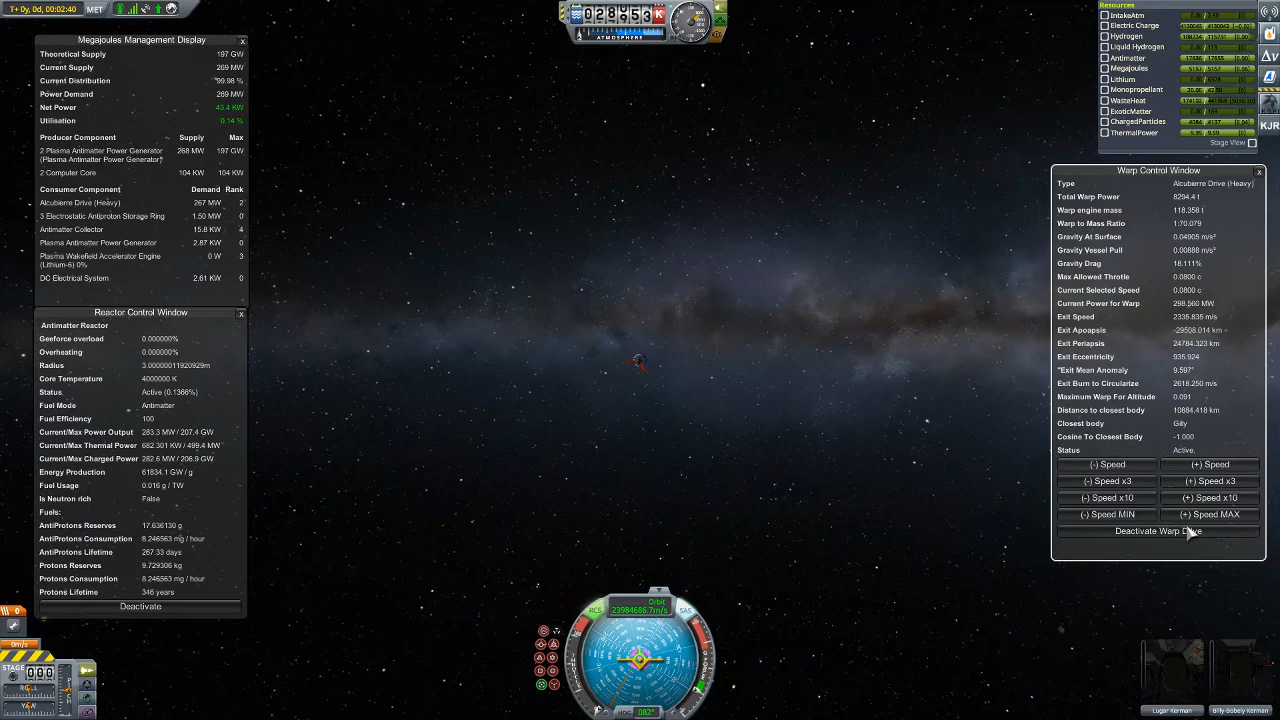 T+ 0y, 0d, 00:02:40 MET
Megajoules Management Display x
Theoretical Supply 197 GW
Current Supply 269 MW
Current Distribution 99.98 %
Power Demand 269 MW
Net Power 43.4 KW
Utilisation 0.14 %
Producer Component Supply Max
2 Plasma Antimatter Power Generator 268 MW 197 GW
(Plasma Antimatter Power Generator)
2 Computer Core 104 KW 104 KW
Consumer Component Demand Rank
Alcubierre Drive (Heavy) 267 MW 2
3 Electrostatic Antiproton Storage Ring 1.50 MW 0
Antimatter Collector 15.8 KW 4
Plasma Antimatter Power Generator 2.87 KW 0
Plasma Wakefield Accelerator Engine 0 W 3
(Lithium-6) 0%
DC Electrical System 2.61 KW 0
Reactor Control Window x
Antimatter Reactor
Geeforce overload 0.000000%
Overheating 0.000000%
Radius 3.00000011920929m
Core Temperature 4000000 K
Status Active (0.1366%)
Fuel Mode Antimatter
Fuel Efficiency 100
Current/Max Power Output 283.3 MW / 207.4 GW
Current/Max Thermal Power 682.301 KW / 499.4 MW
Current/Max Charged Power 282.6 MW / 206.9 GW
Energy Production 61834.1 GW / g
Fuel Usage 0.016 g / TW
Is Neutron rich False
Fuels:
AntiProtons Reserves 17.636130 g
AntiProtons Consumption 8.246563 mg / hour
AntiProtons Lifetime 267.33 days
Protons Reserves 9.729306 kg
Protons Consumption 8.246563 mg / hour
Protons Lifetime 346 years
Deactivate
0
0m/s
STAGE 000
ROLL
YAW
PITCH
028953 K
ATMOSPHERE
RCS
Orbit
23984686.7m/s
SAS
HDG 082°
Resources
IntakeAtm
Electric Charge
Hydrogen
Liquid Hydrogen
Antimatter
Megajoules
Lithium
Monopropellant
WasteHeat
ExoticMatter
ChargedParticles
ThermalPower
Stage View
Δv
KJR
Warp Control Window x
Type Alcubierre Drive (Heavy)
Total Warp Power 8294.4 t
Warp engine mass 118.358 t
Warp to Mass Ratio 1:70.079
Gravity At Surface 0.04905 m/s²
Gravity Vessel Pull 0.00888 m/s²
Gravity Drag 18.111%
Max Allowed Throtle 0.0800 c
Current Selected Speed 0.0800 c
Current Power for Warp 298.560 MW
Exit Speed 2335.835 m/s
Exit Apoapsis -29508.014 km
Exit Periapsis 24784.323 km
Exit Eccentricity 935.924
"Exit Mean Anomaly 9.597°
Exit Burn to Circularize 2618.250 m/s
Maximum Warp For Altitude 0.091
Distance to closest body 10884.418 km
Closest body Gilly
Cosine To Closest Body -1.000
Status Active.
(-) Speed (+) Speed
(-) Speed x3 (+) Speed x3
(-) Speed x10 (+) Speed x10
(-) Speed MIN (+) Speed MAX
Deactivate Warp Drive
Lugar Kerman
Billy-Bobely Kerman